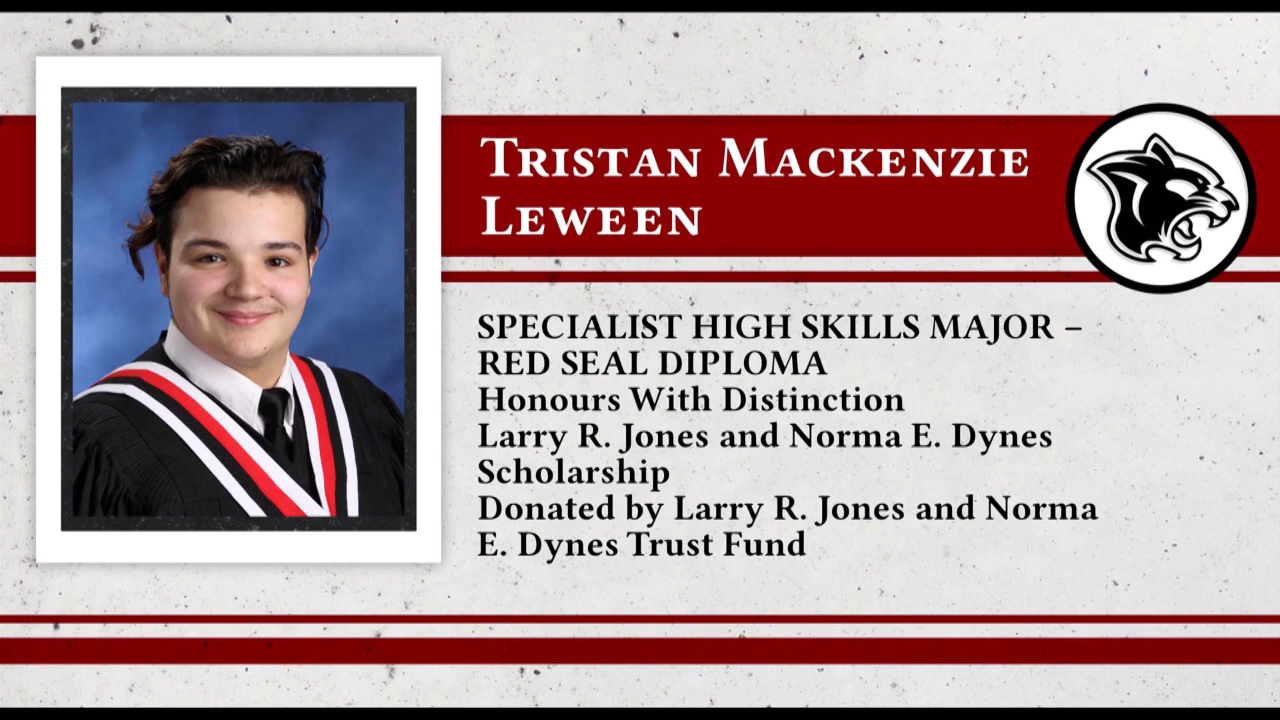 Tristan Mackenzie
Leween
SPECIALIST HIGH SKILLS MAJOR –
RED SEAL DIPLOMA
Honours With Distinction
Larry R. Jones and Norma E. Dynes
Scholarship
Donated by Larry R. Jones and Norma
E. Dynes Trust Fund